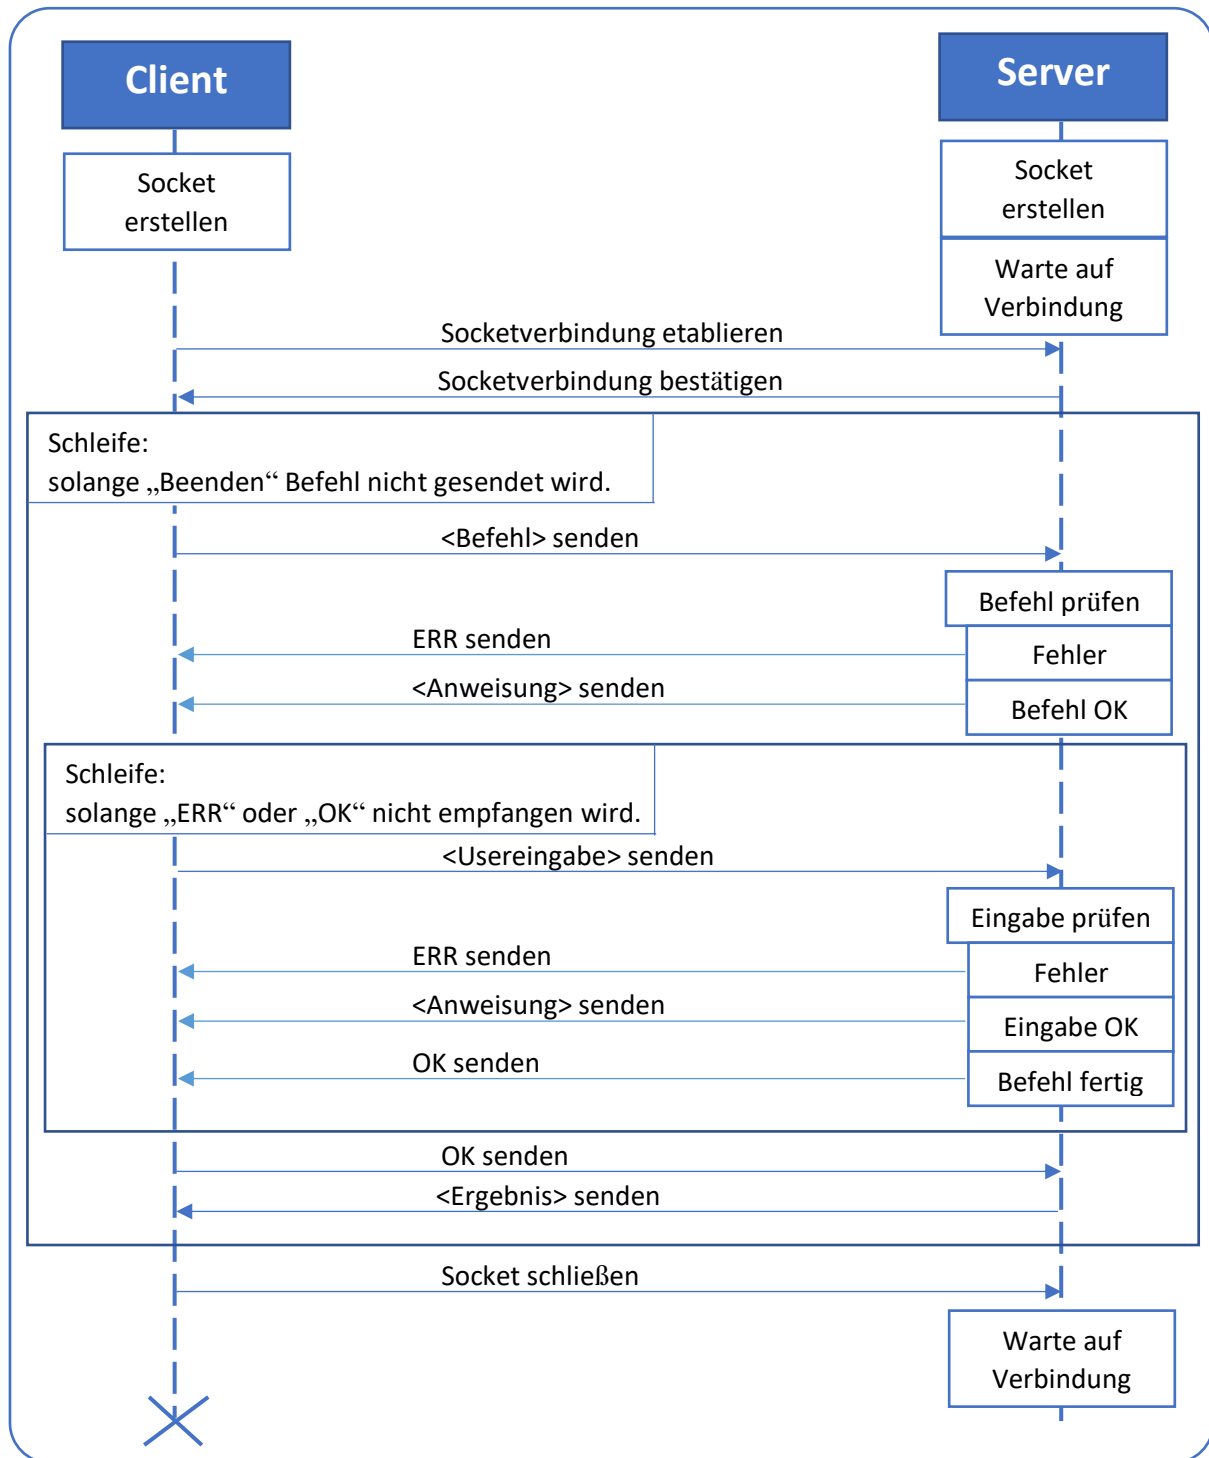 Client
Server
Socket
erstellen
Socket
erstellen
Warte auf
Verbindung
Socketverbindung etablieren
Socketverbindung bestätigen
Schleife:
solange „Beenden“ Befehl nicht gesendet wird.
<Befehl> senden
Befehl prüfen
ERR senden
Fehler
<Anweisung> senden
Befehl OK
Schleife:
solange „ERR“ oder „OK“ nicht empfangen wird.
<Usereingabe> senden
Eingabe prüfen
ERR senden
Fehler
<Anweisung> senden
Eingabe OK
OK senden
Befehl fertig
OK senden
<Ergebnis> senden
Socket schließen
Warte auf
Verbindung